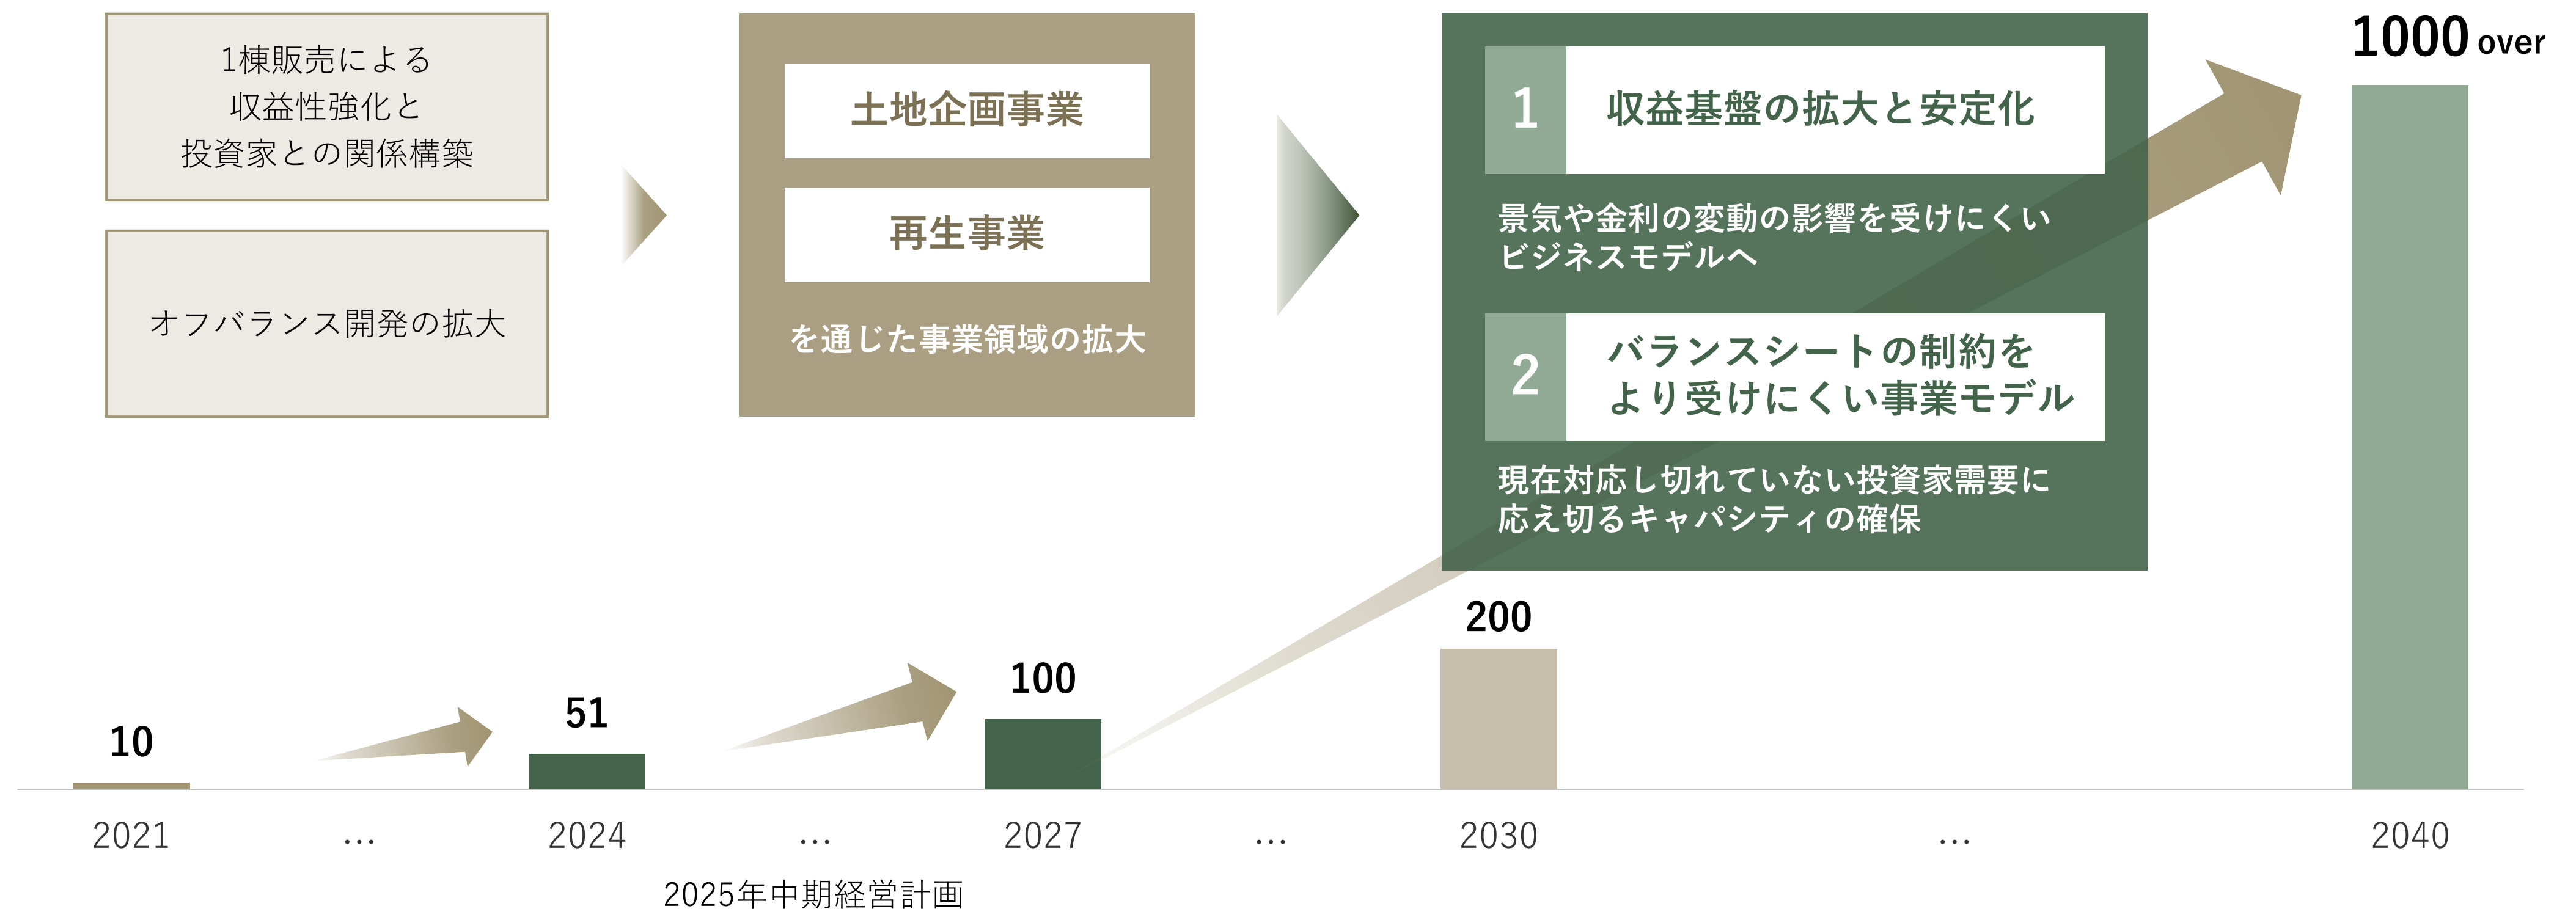 1棟販売による
収益性強化と
投資家との関係構築
オフバランス開発の拡大
土地企画事業
再生事業
を通じた事業領域の拡大
1 収益基盤の拡大と安定化
景気や金利の変動の影響を受けにくい
ビジネスモデルへ
2 バランスシートの制約を
より受けにくい事業モデル
現在対応し切れていない投資家需要に
応え切るキャパシティの確保
1000 over
200
100
51
10
2021 … 2024 … 2027 … 2030 … 2040
2025年中期経営計画